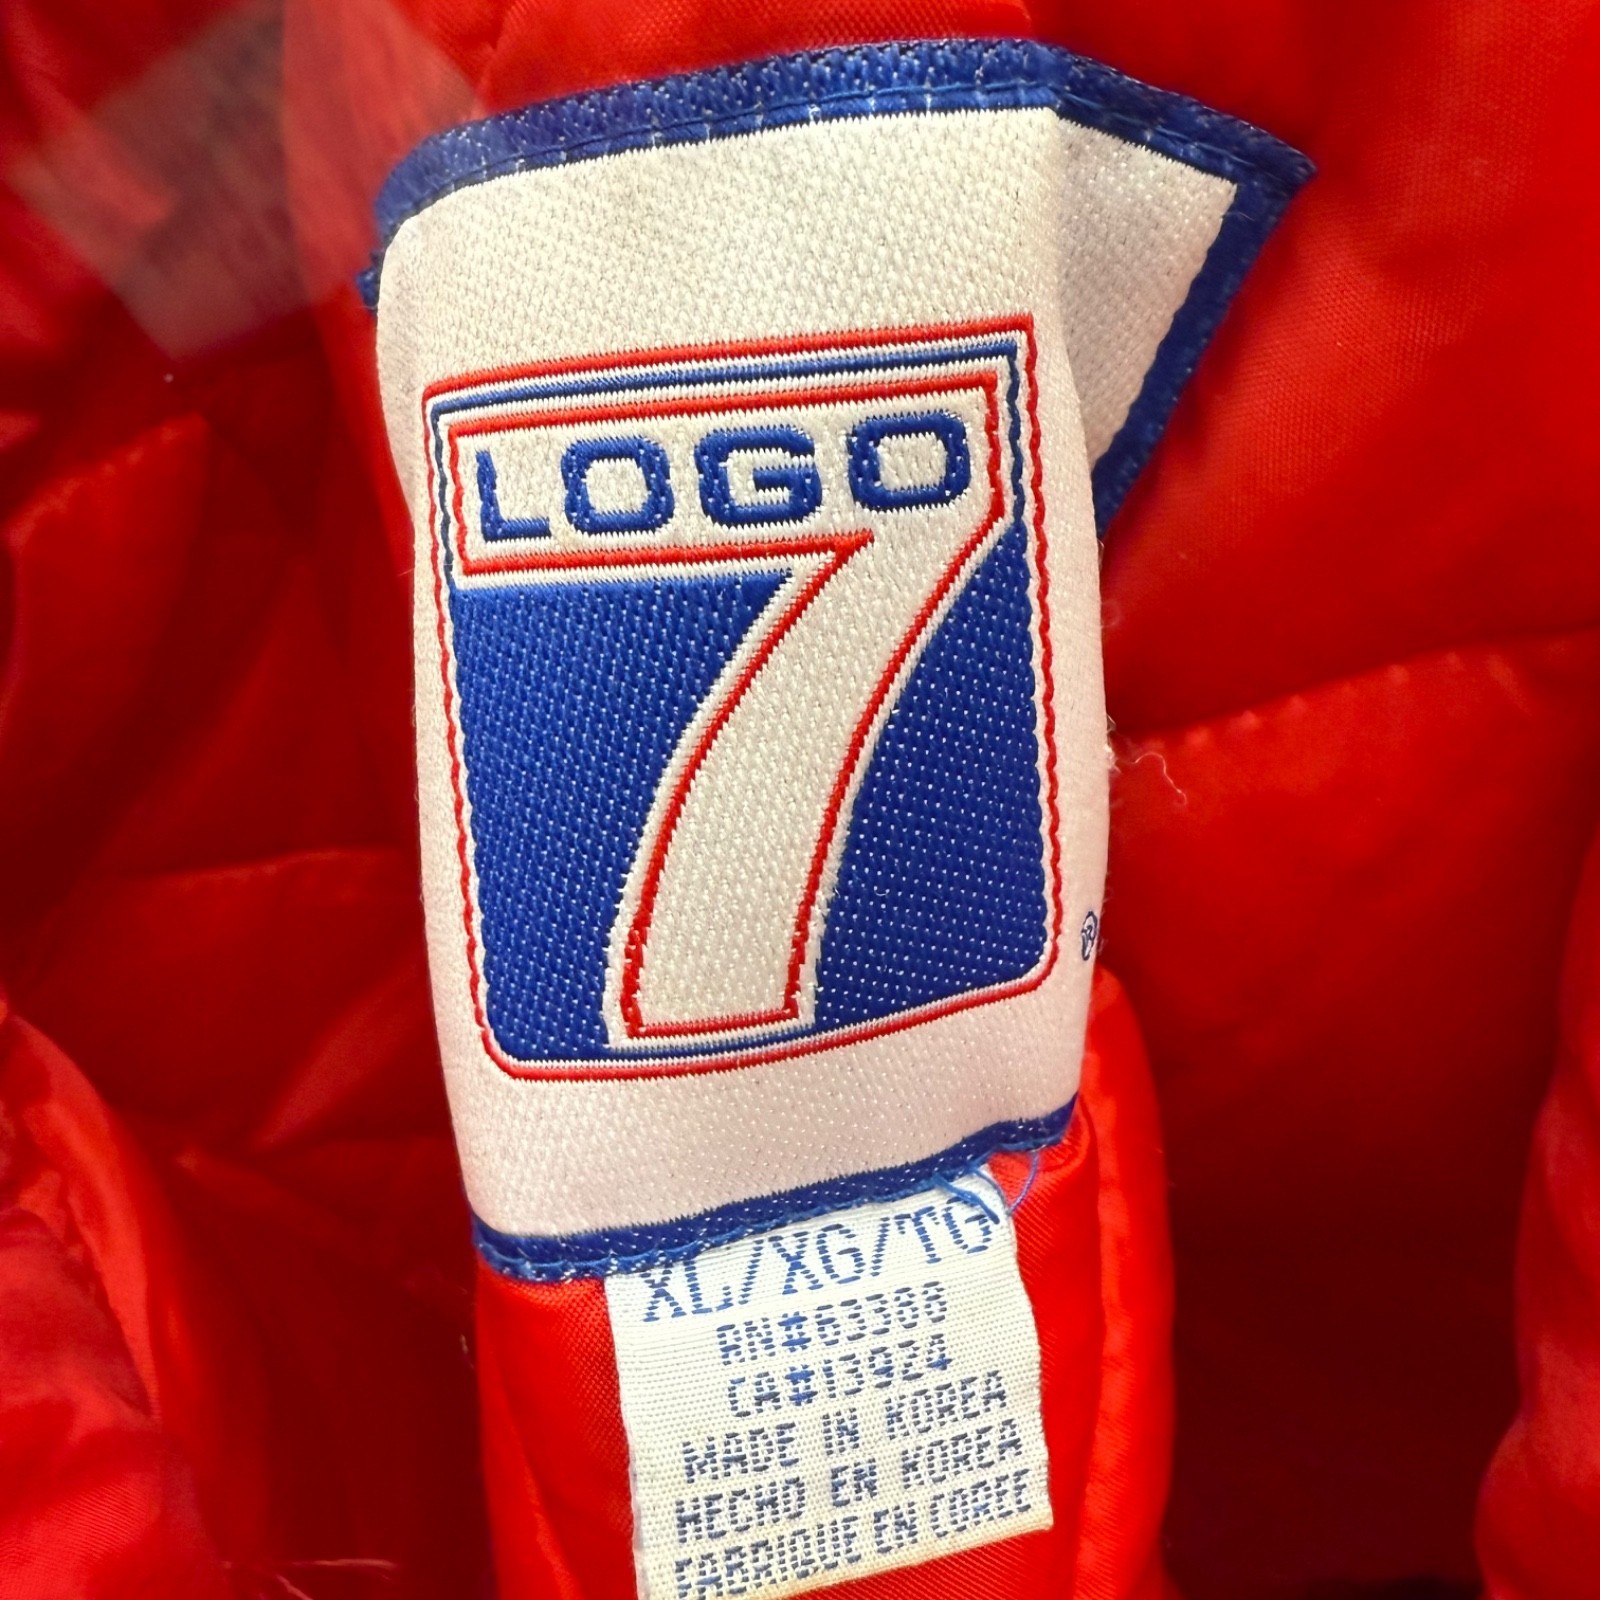 LOGO
7
®
XL/XG/TG
RN#63388
CA#13924
MADE IN KOREA
HECHO EN KOREA
FABRIQUE EN COREE